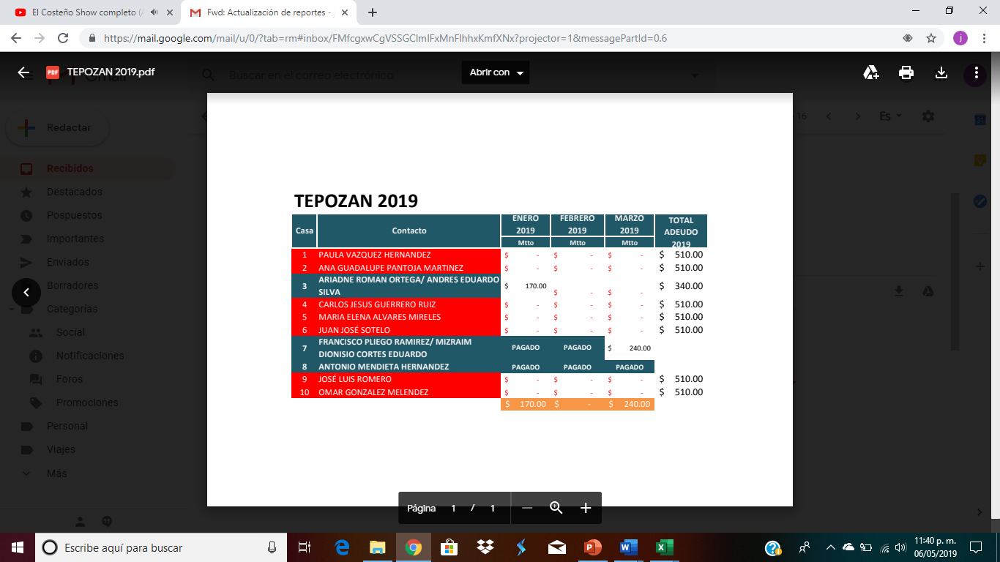 El Costeño Show completo (
Fwd: Actualización de reportes -
https://mail.google.com/mail/u/0/?tab=rm#inbox/FMfcgxwCgVSSGClmlFxMnFlhhxKmfXNx?projector=1&messagePartId=0.6
j
PDF TEPOZAN 2019.pdf
Buscar en el correo electrónico
Abrir con
Redactar
16
Es
Recibidos
Destacados
Pospuestos
Importantes
Enviados
Borradores
Categorías
Social
Notificaciones
Foros
Promociones
Personal
Viajes
Más
TEPOZAN 2019
Casa Contacto ENERO 2019 FEBRERO 2019 MARZO 2019 TOTAL ADEUDO 2019
Mtto Mtto Mtto
1 PAULA VAZQUEZ HERNANDEZ $ - $ - $ - $ 510.00
2 ANA GUADALUPE PANTOJA MARTINEZ $ - $ - $ - $ 510.00
3 ARIADNE ROMAN ORTEGA/ ANDRES EDUARDO SILVA $ 170.00 $ - $ - $ 340.00
4 CARLOS JESUS GUERRERO RUIZ $ - $ - $ - $ 510.00
5 MARIA ELENA ALVARES MIRELES $ - $ - $ - $ 510.00
6 JUAN JOSÉ SOTELO $ - $ - $ - $ 510.00
7 FRANCISCO PLIEGO RAMIREZ/ MIZRAIM DIONISIO CORTES EDUARDO PAGADO PAGADO $ 240.00
8 ANTONIO MENDIETA HERNANDEZ PAGADO PAGADO PAGADO
9 JOSÉ LUIS ROMERO $ - $ - $ - $ 510.00
10 OMAR GONZALEZ MELENDEZ $ - $ - $ - $ 510.00
$ 170.00 $ - $ 240.00
Página 1 / 1
Escribe aquí para buscar
11:40 p. m.
06/05/2019